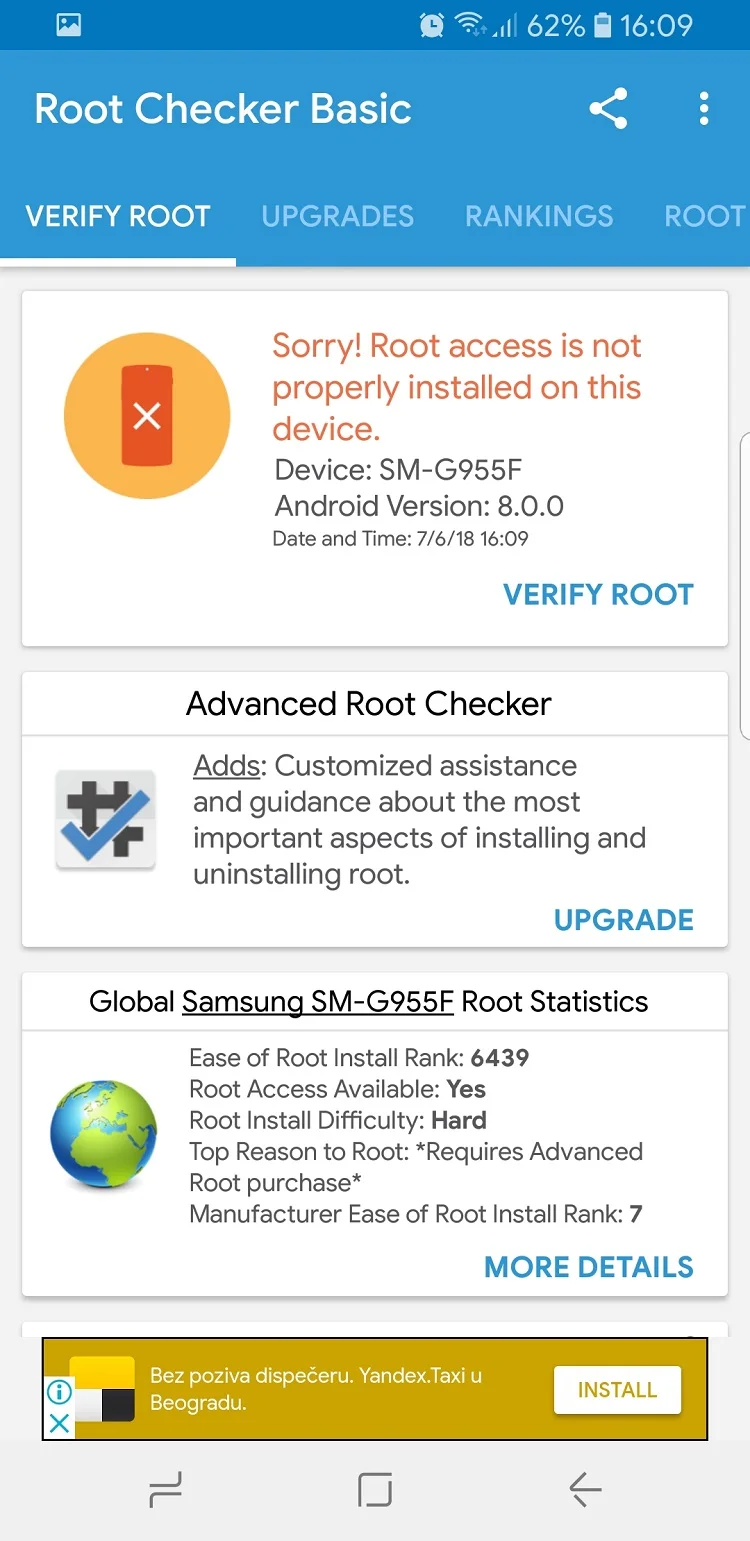 62% 16:09
Root Checker Basic
VERIFY ROOT UPGRADES RANKINGS ROOT
Sorry! Root access is not
properly installed on this
device.
Device: SM-G955F
Android Version: 8.0.0
Date and Time: 7/6/18 16:09
VERIFY ROOT
Advanced Root Checker
Adds: Customized assistance
and guidance about the most
important aspects of installing and
uninstalling root.
UPGRADE
Global Samsung SM-G955F Root Statistics
Ease of Root Install Rank: 6439
Root Access Available: Yes
Root Install Difficulty: Hard
Top Reason to Root: *Requires Advanced
Root purchase*
Manufacturer Ease of Root Install Rank: 7
MORE DETAILS
Bez poziva dispečeru. Yandex.Taxi u
Beogradu.
INSTALL